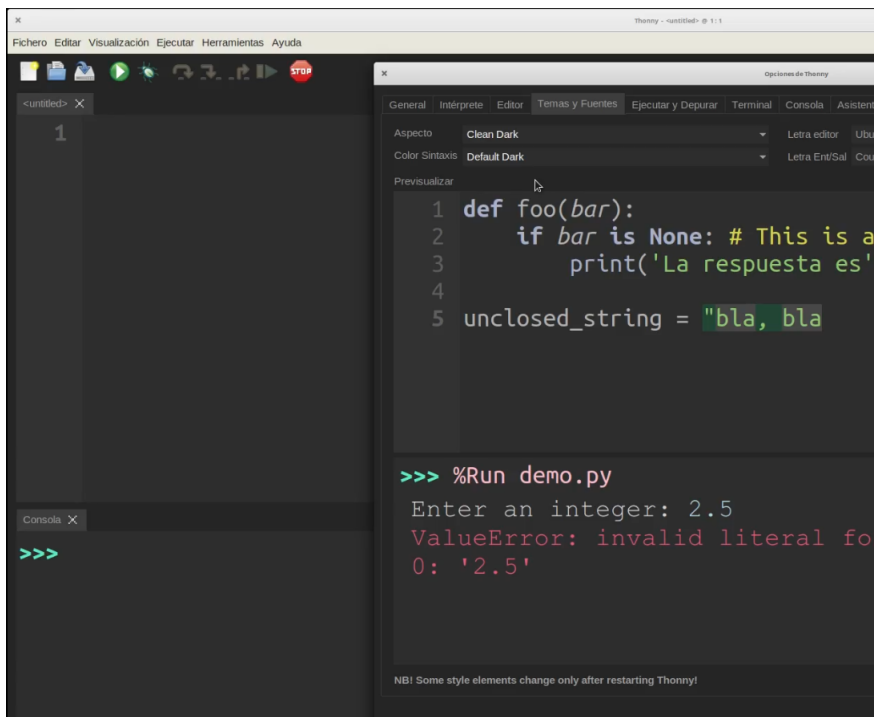 Thonny - <untitled> @ 1:1
Fichero Editar Visualización Ejecutar Herramientas Ayuda
STOP
<untitled>
1
Opciones de Thonny
General Intérprete Editor Temas y Fuentes Ejecutar y Depurar Terminal Consola Asistent
Aspecto Clean Dark Letra editor Ubu
Color Sintaxis Default Dark Letra Ent/Sal Cou
Previsualizar
1 def foo(bar):
2 if bar is None: # This is a
3 print('La respuesta es'
4
5 unclosed_string = "bla, bla
>>> %Run demo.py
Enter an integer: 2.5
ValueError: invalid literal fo
0: '2.5'
NB! Some style elements change only after restarting Thonny!
Consola
>>>